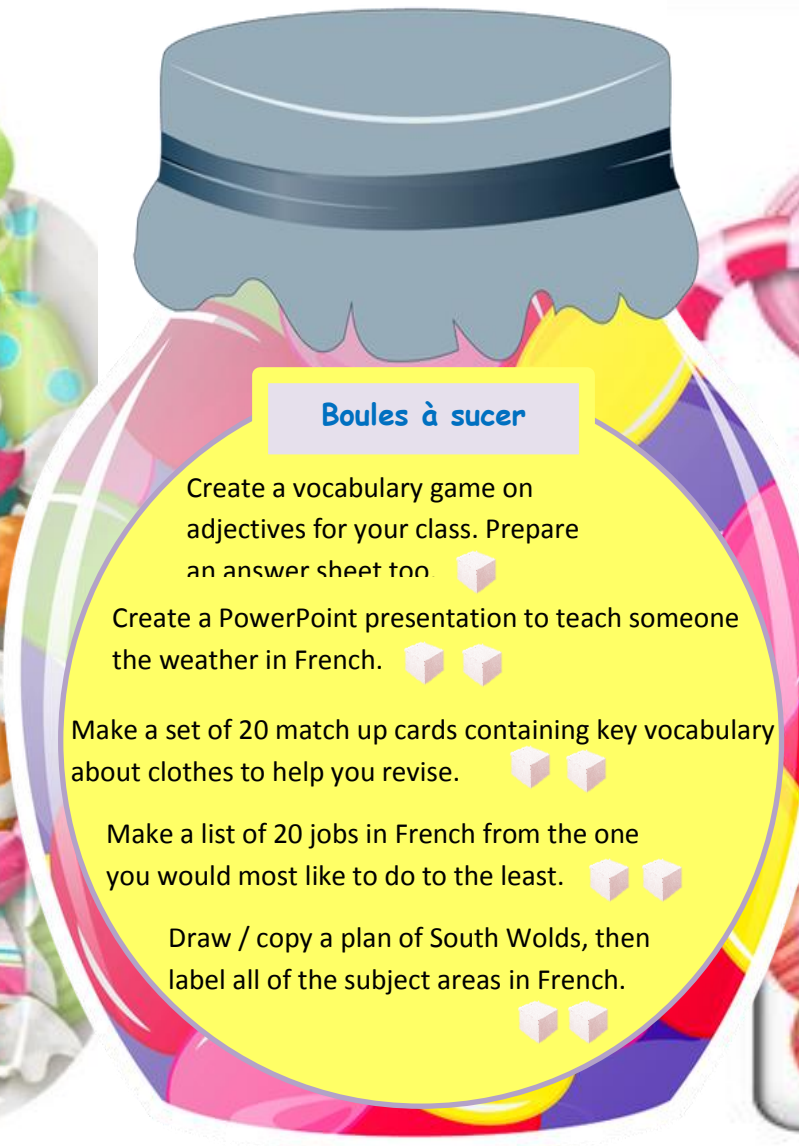 Boules à sucer
Create a vocabulary game on
adjectives for your class. Prepare
an answer sheet too.
Create a PowerPoint presentation to teach someone
the weather in French.
Make a set of 20 match up cards containing key vocabulary
about clothes to help you revise.
Make a list of 20 jobs in French from the one
you would most like to do to the least.
Draw / copy a plan of South Wolds, then
label all of the subject areas in French.